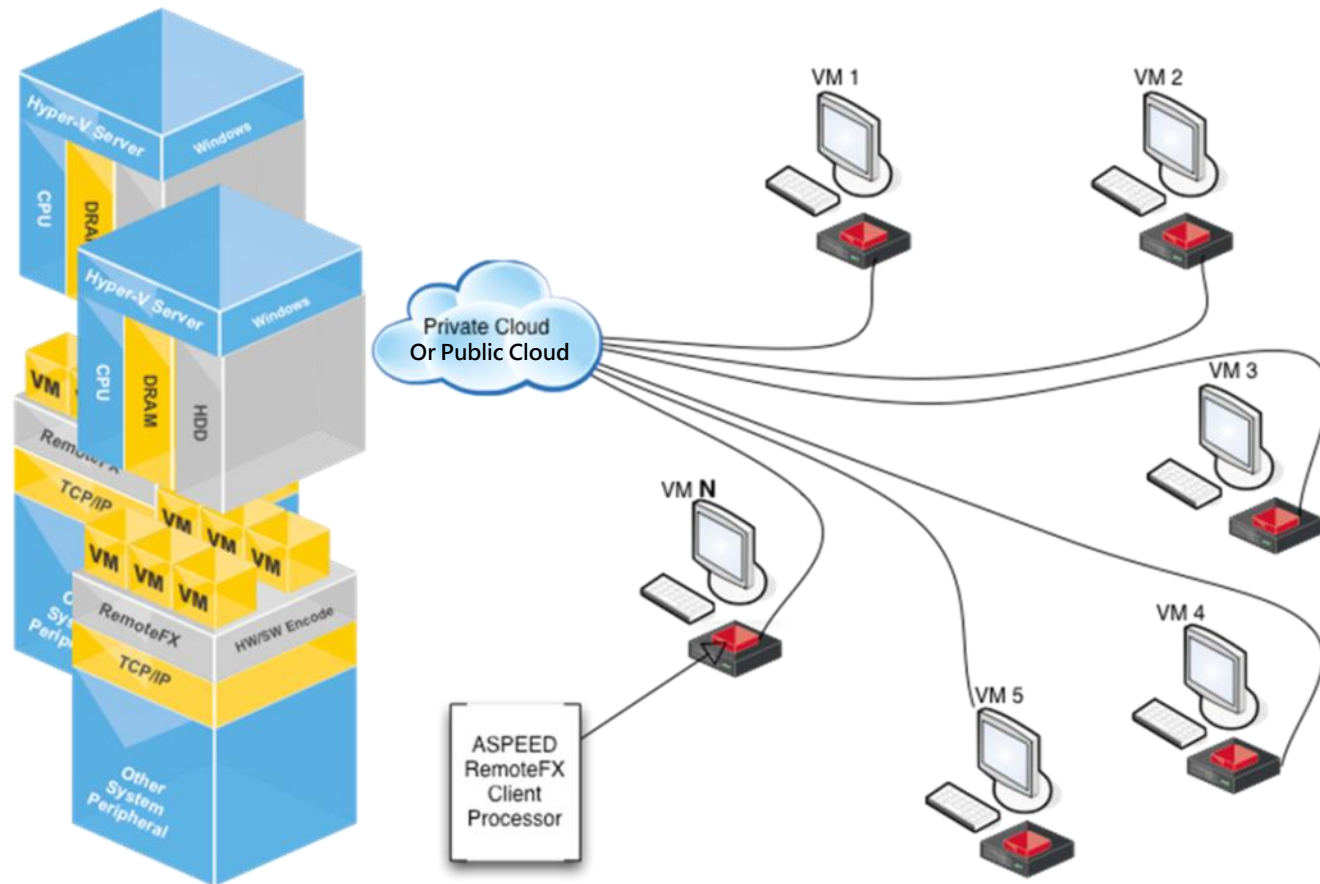 Hyper-V Server
Windows
CPU
DRA
Hyper-V Server
Windows
CPU
DRAM
HDD
VM
RemoteFX
TCP/IP
VM
VM
VM
VM
VM
VM
RemoteFX
HW/SW Encode
TCP/IP
Other
System
Peripheral
Private Cloud
Or Public Cloud
VM 1
VM 2
VM 3
VM N
VM 4
VM 5
ASPEED
RemoteFX
Client
Processor